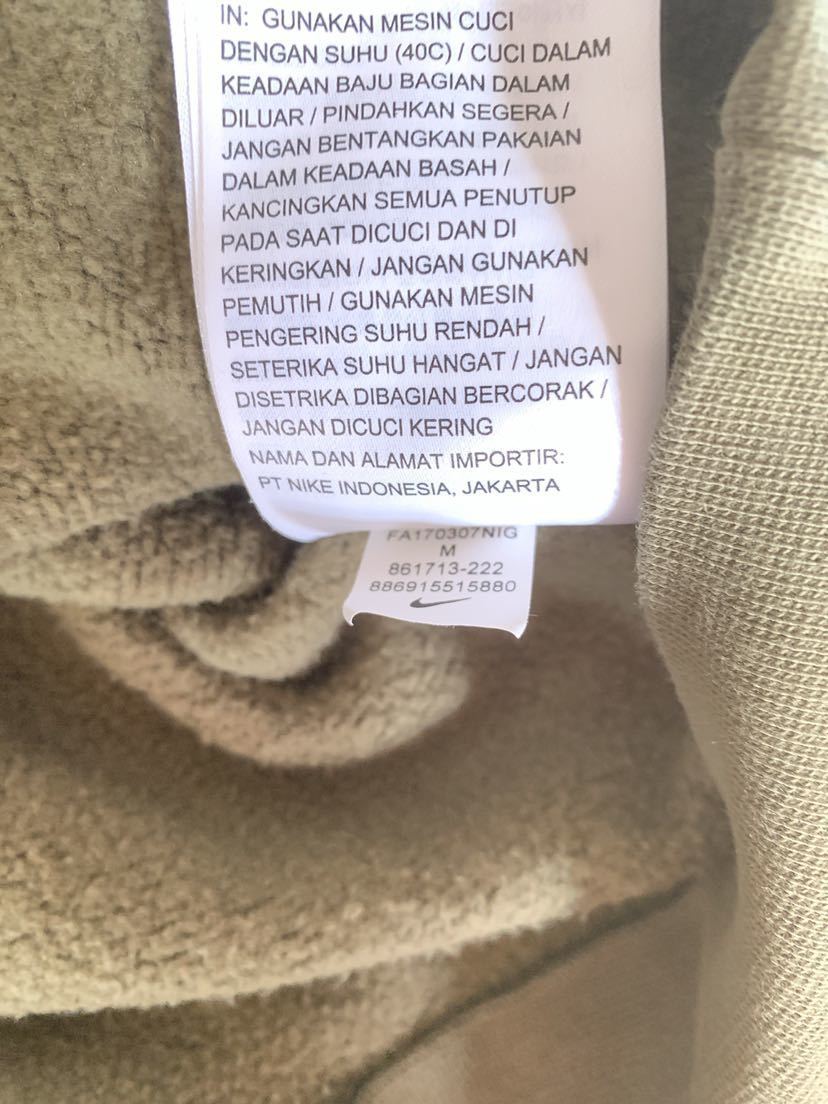 IN: GUNAKAN MESIN CUCI
DENGAN SUHU (40C) / CUCI DALAM
KEADAAN BAJU BAGIAN DALAM
DILUAR / PINDAHKAN SEGERA /
JANGAN BENTANGKAN PAKAIAN
DALAM KEADAAN BASAH /
KANCINGKAN SEMUA PENUTUP
PADA SAAT DICUCI DAN DI
KERINGKAN / JANGAN GUNAKAN
PEMUTIH / GUNAKAN MESIN
PENGERING SUHU RENDAH /
SETERIKA SUHU HANGAT / JANGAN
DISETRIKA DIBAGIAN BERCORAK /
JANGAN DICUCI KERING
NAMA DAN ALAMAT IMPORTIR:
PT NIKE INDONESIA, JAKARTA
FA170307NIG
M
861713-222
886915515880